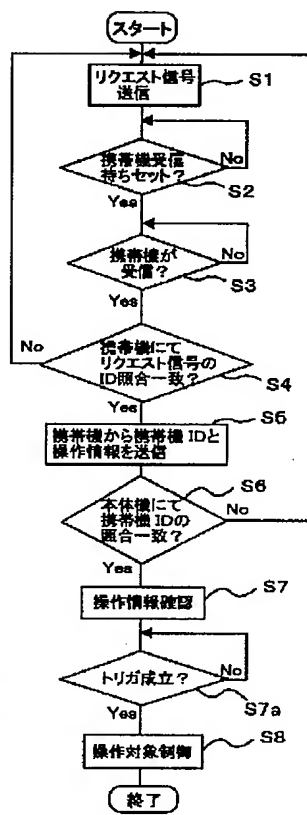 スタート
リクエスト信号
送信
S1
携帯機受信
待ちセット?
No
S2
Yes
携帯機が
受信?
No
S3
Yes
No
携帯機にて
リクエスト信号の
ID照合一致?
S4
Yes
S5
携帯機から携帯機IDと
操作情報を送信
S6
本体機にて
携帯機IDの
照合一致?
No
Yes
S7
操作情報確認
トリガ成立?
No
S7a
Yes
S8
操作対象制御
終了